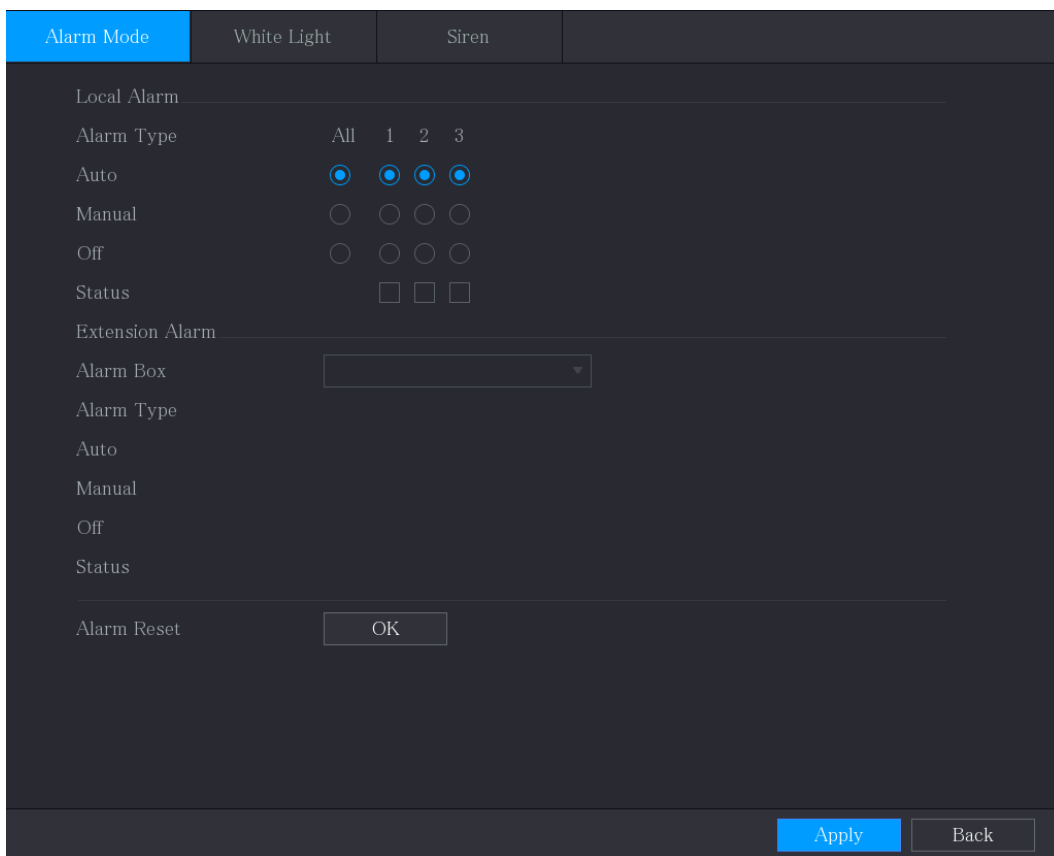 Alarm Mode White Light Siren
Local Alarm
Alarm Type All 1 2 3
Auto
Manual
Off
Status
Extension Alarm
Alarm Box
Alarm Type
Auto
Manual
Off
Status
Alarm Reset OK
Apply Back